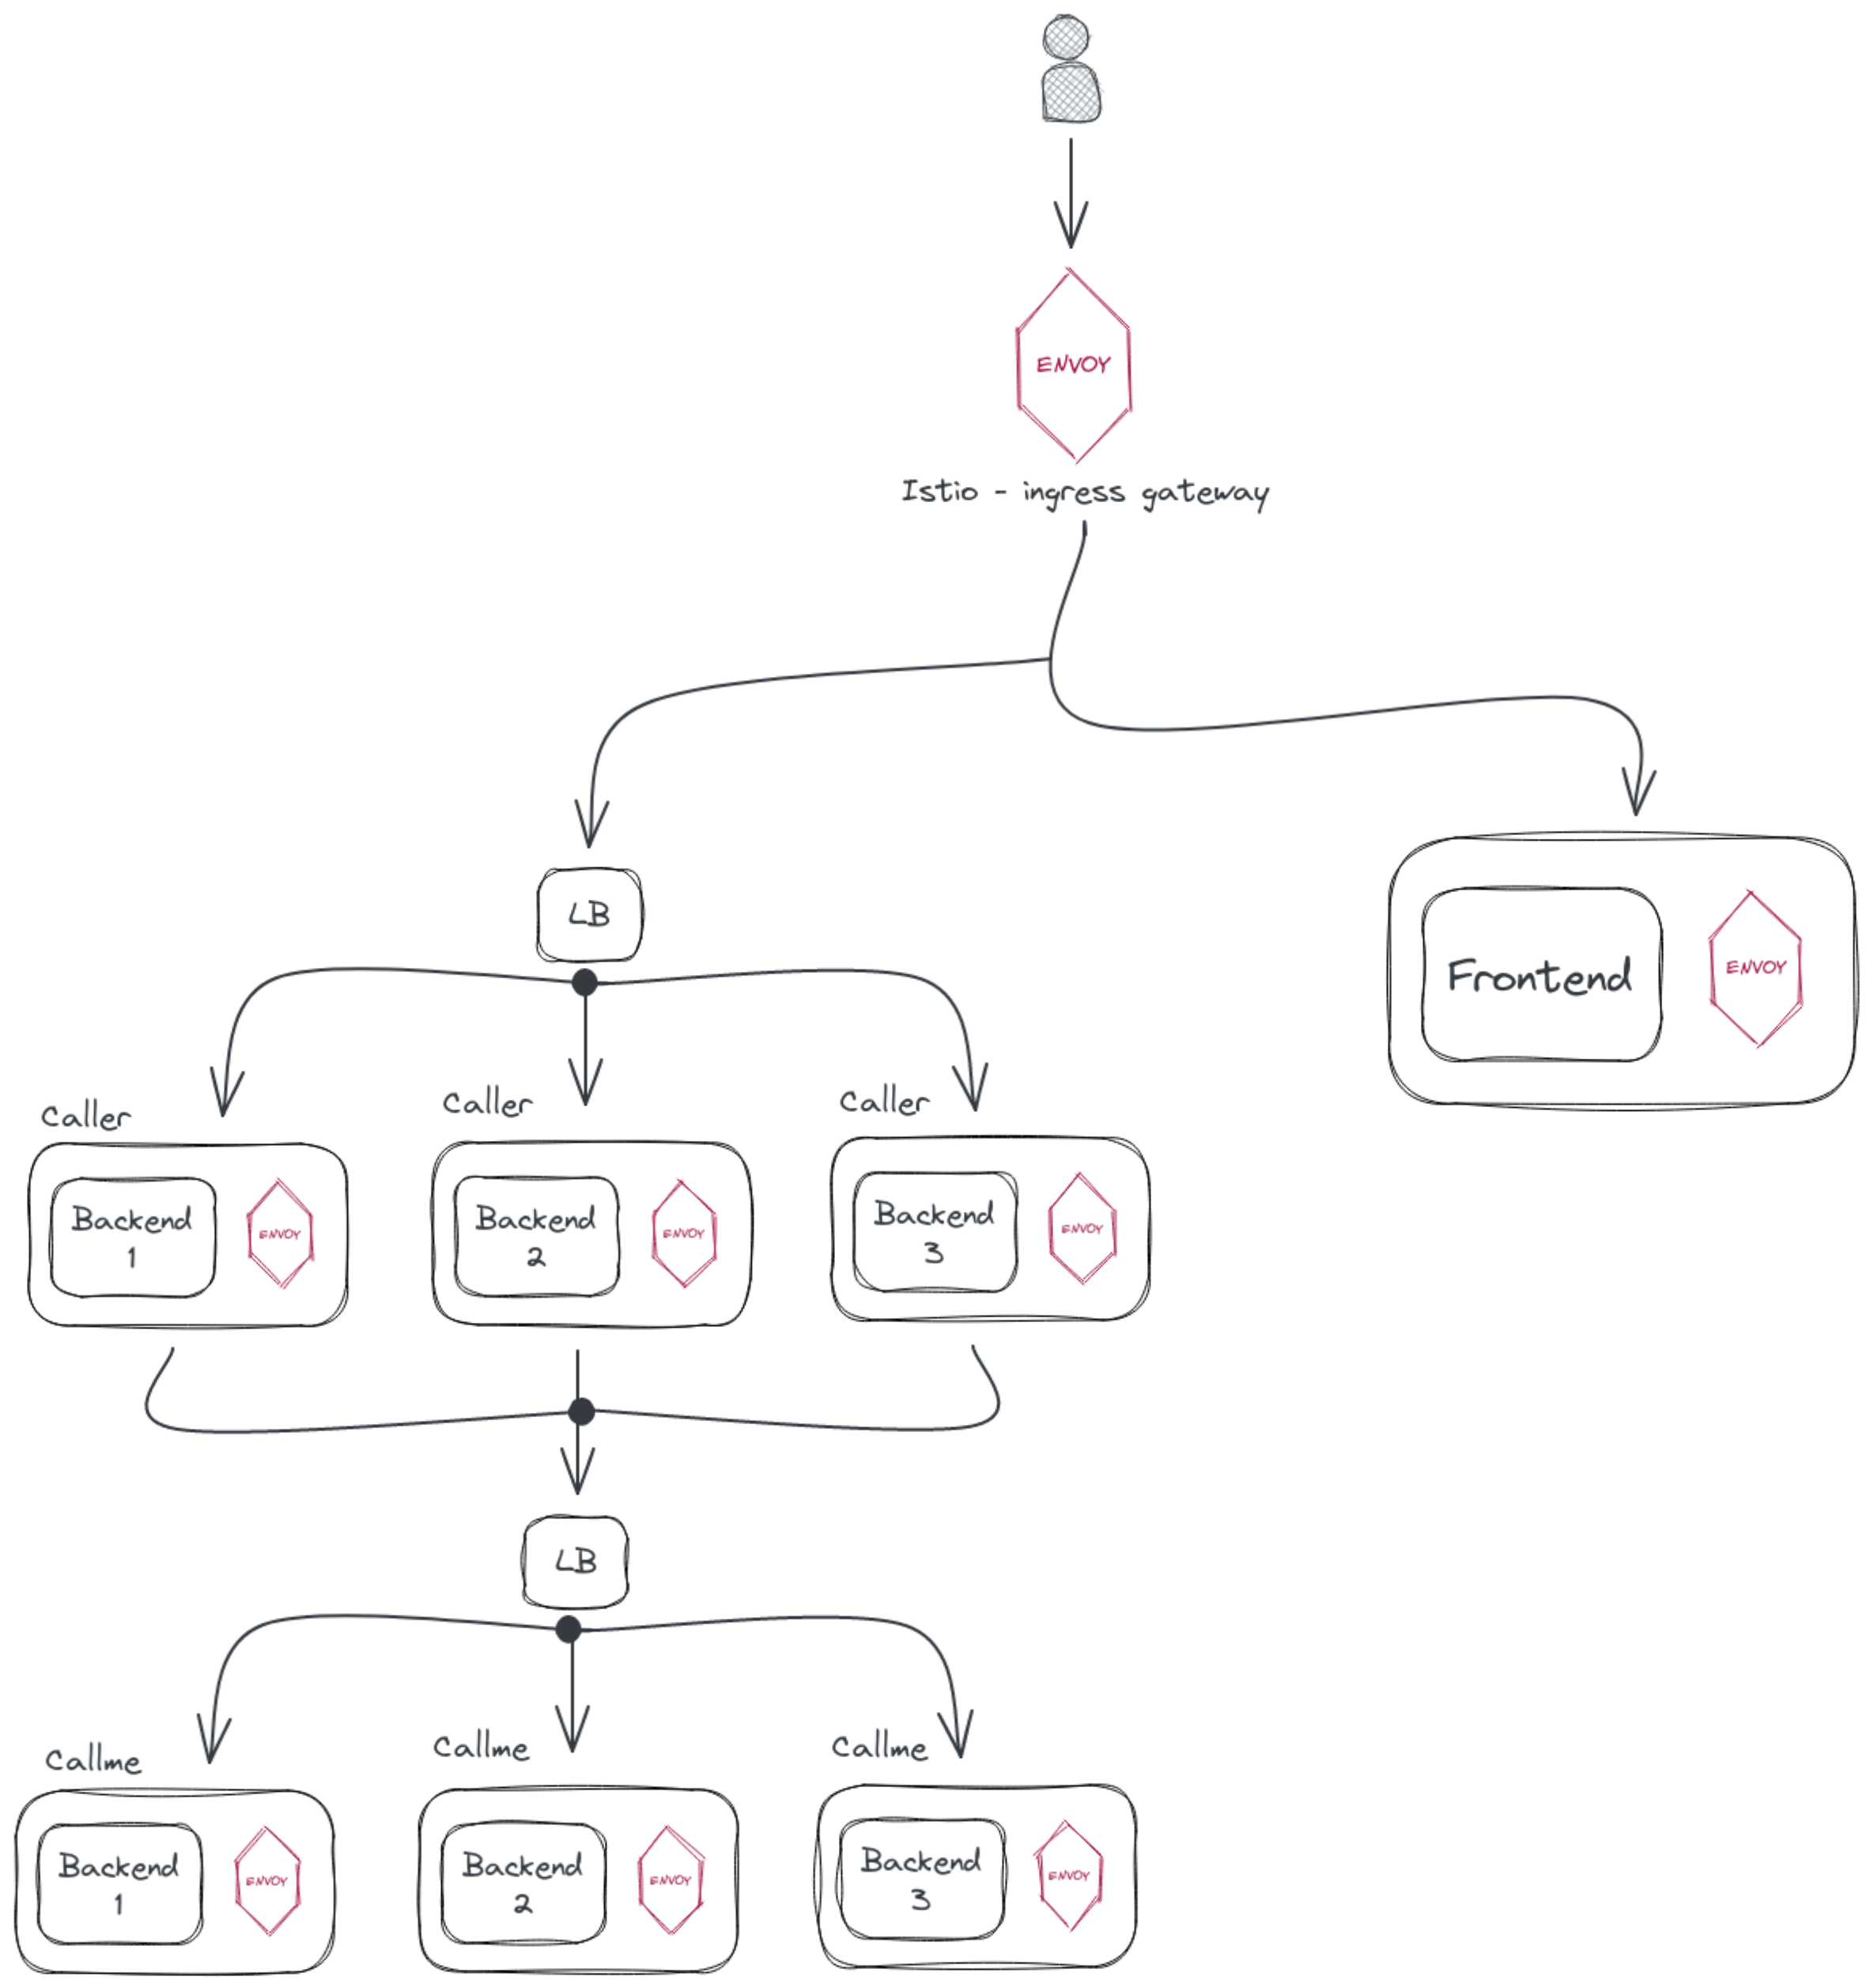 ENVOY
Istio - ingress gateway
LB
Frontend
ENVOY
Caller
Caller
Caller
Backend
1
ENVOY
Backend
2
ENVOY
Backend
3
ENVOY
LB
Callme
Callme
Callme
Backend
1
ENVOY
Backend
2
ENVOY
Backend
3
ENVOY